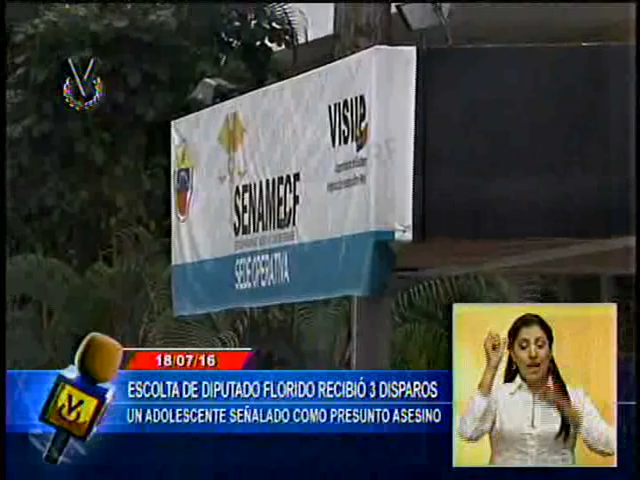 VISIIP
SENAMECF
SEDE OPERATIVA
18/07/16
ESCOLTA DE DIPUTADO FLORIDO RECIBIÓ 3 DISPAROS
UN ADOLESCENTE SEÑALADO COMO PRESUNTO ASESINO